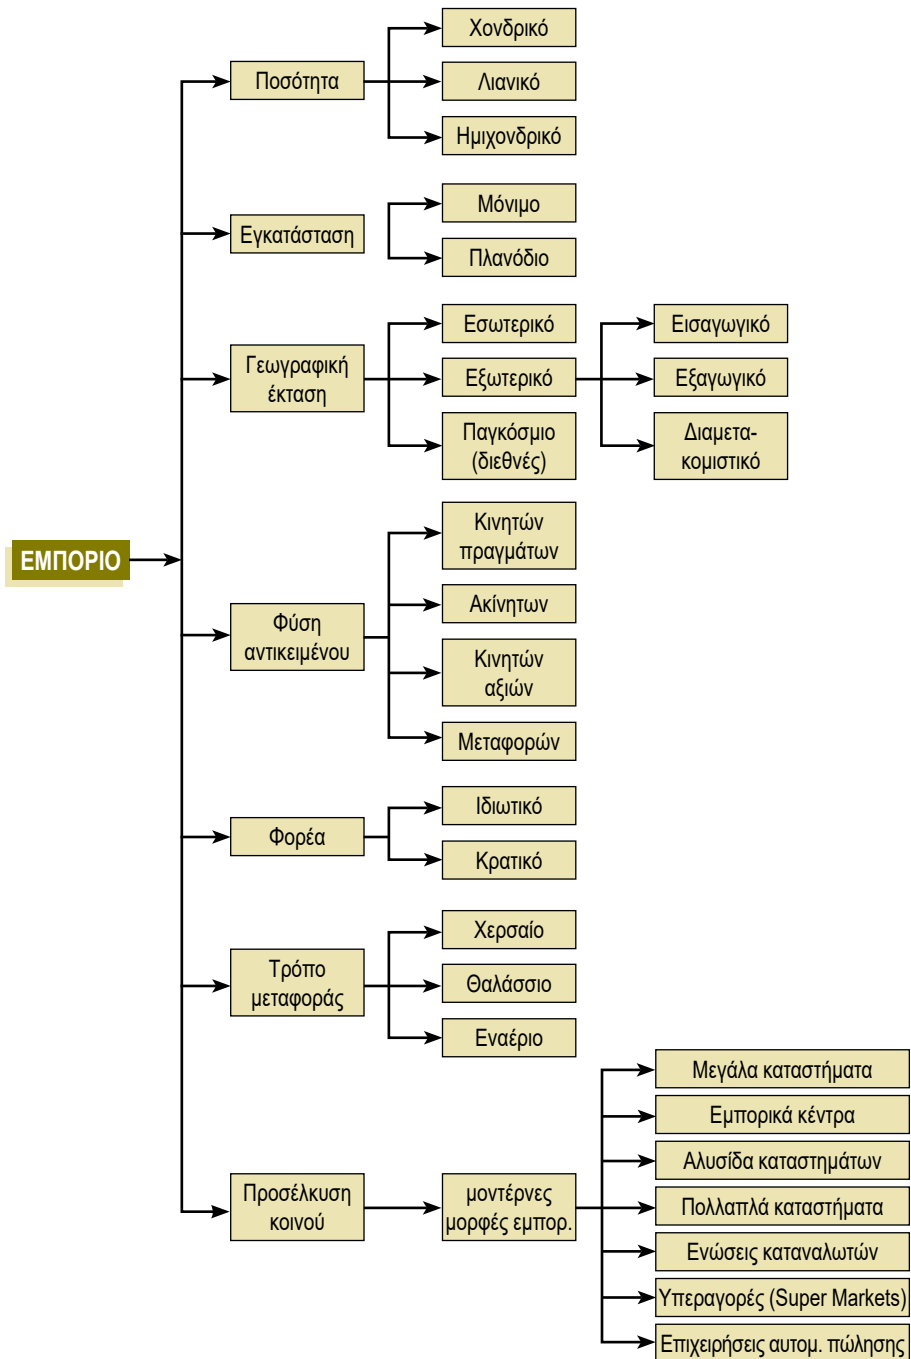 ΕΜΠΟΡΙΟ
Ποσότητα
Χονδρικό
Λιανικό
Ημιχονδρικό
Εγκατάσταση
Μόνιμο
Πλανόδιο
Γεωγραφική
έκταση
Εσωτερικό
Εξωτερικό
Παγκόσμιο
(διεθνές)
Εισαγωγικό
Εξαγωγικό
Διαμετα-
κομιστικό
Φύση
αντικειμένου
Κινητών
πραγμάτων
Ακίνητων
Κινητών
αξιών
Μεταφορών
Φορέα
Ιδιωτικό
Κρατικό
Τρόπο
μεταφοράς
Χερσαίο
Θαλάσσιο
Εναέριο
Προσέλκυση
κοινού
μοντέρνες
μορφές εμπορ.
Μεγάλα καταστήματα
Εμπορικά κέντρα
Αλυσίδα καταστημάτων
Πολλαπλά καταστήματα
Ενώσεις καταναλωτών
Υπεραγορές (Super Markets)
Επιχειρήσεις αυτομ. πώλησης